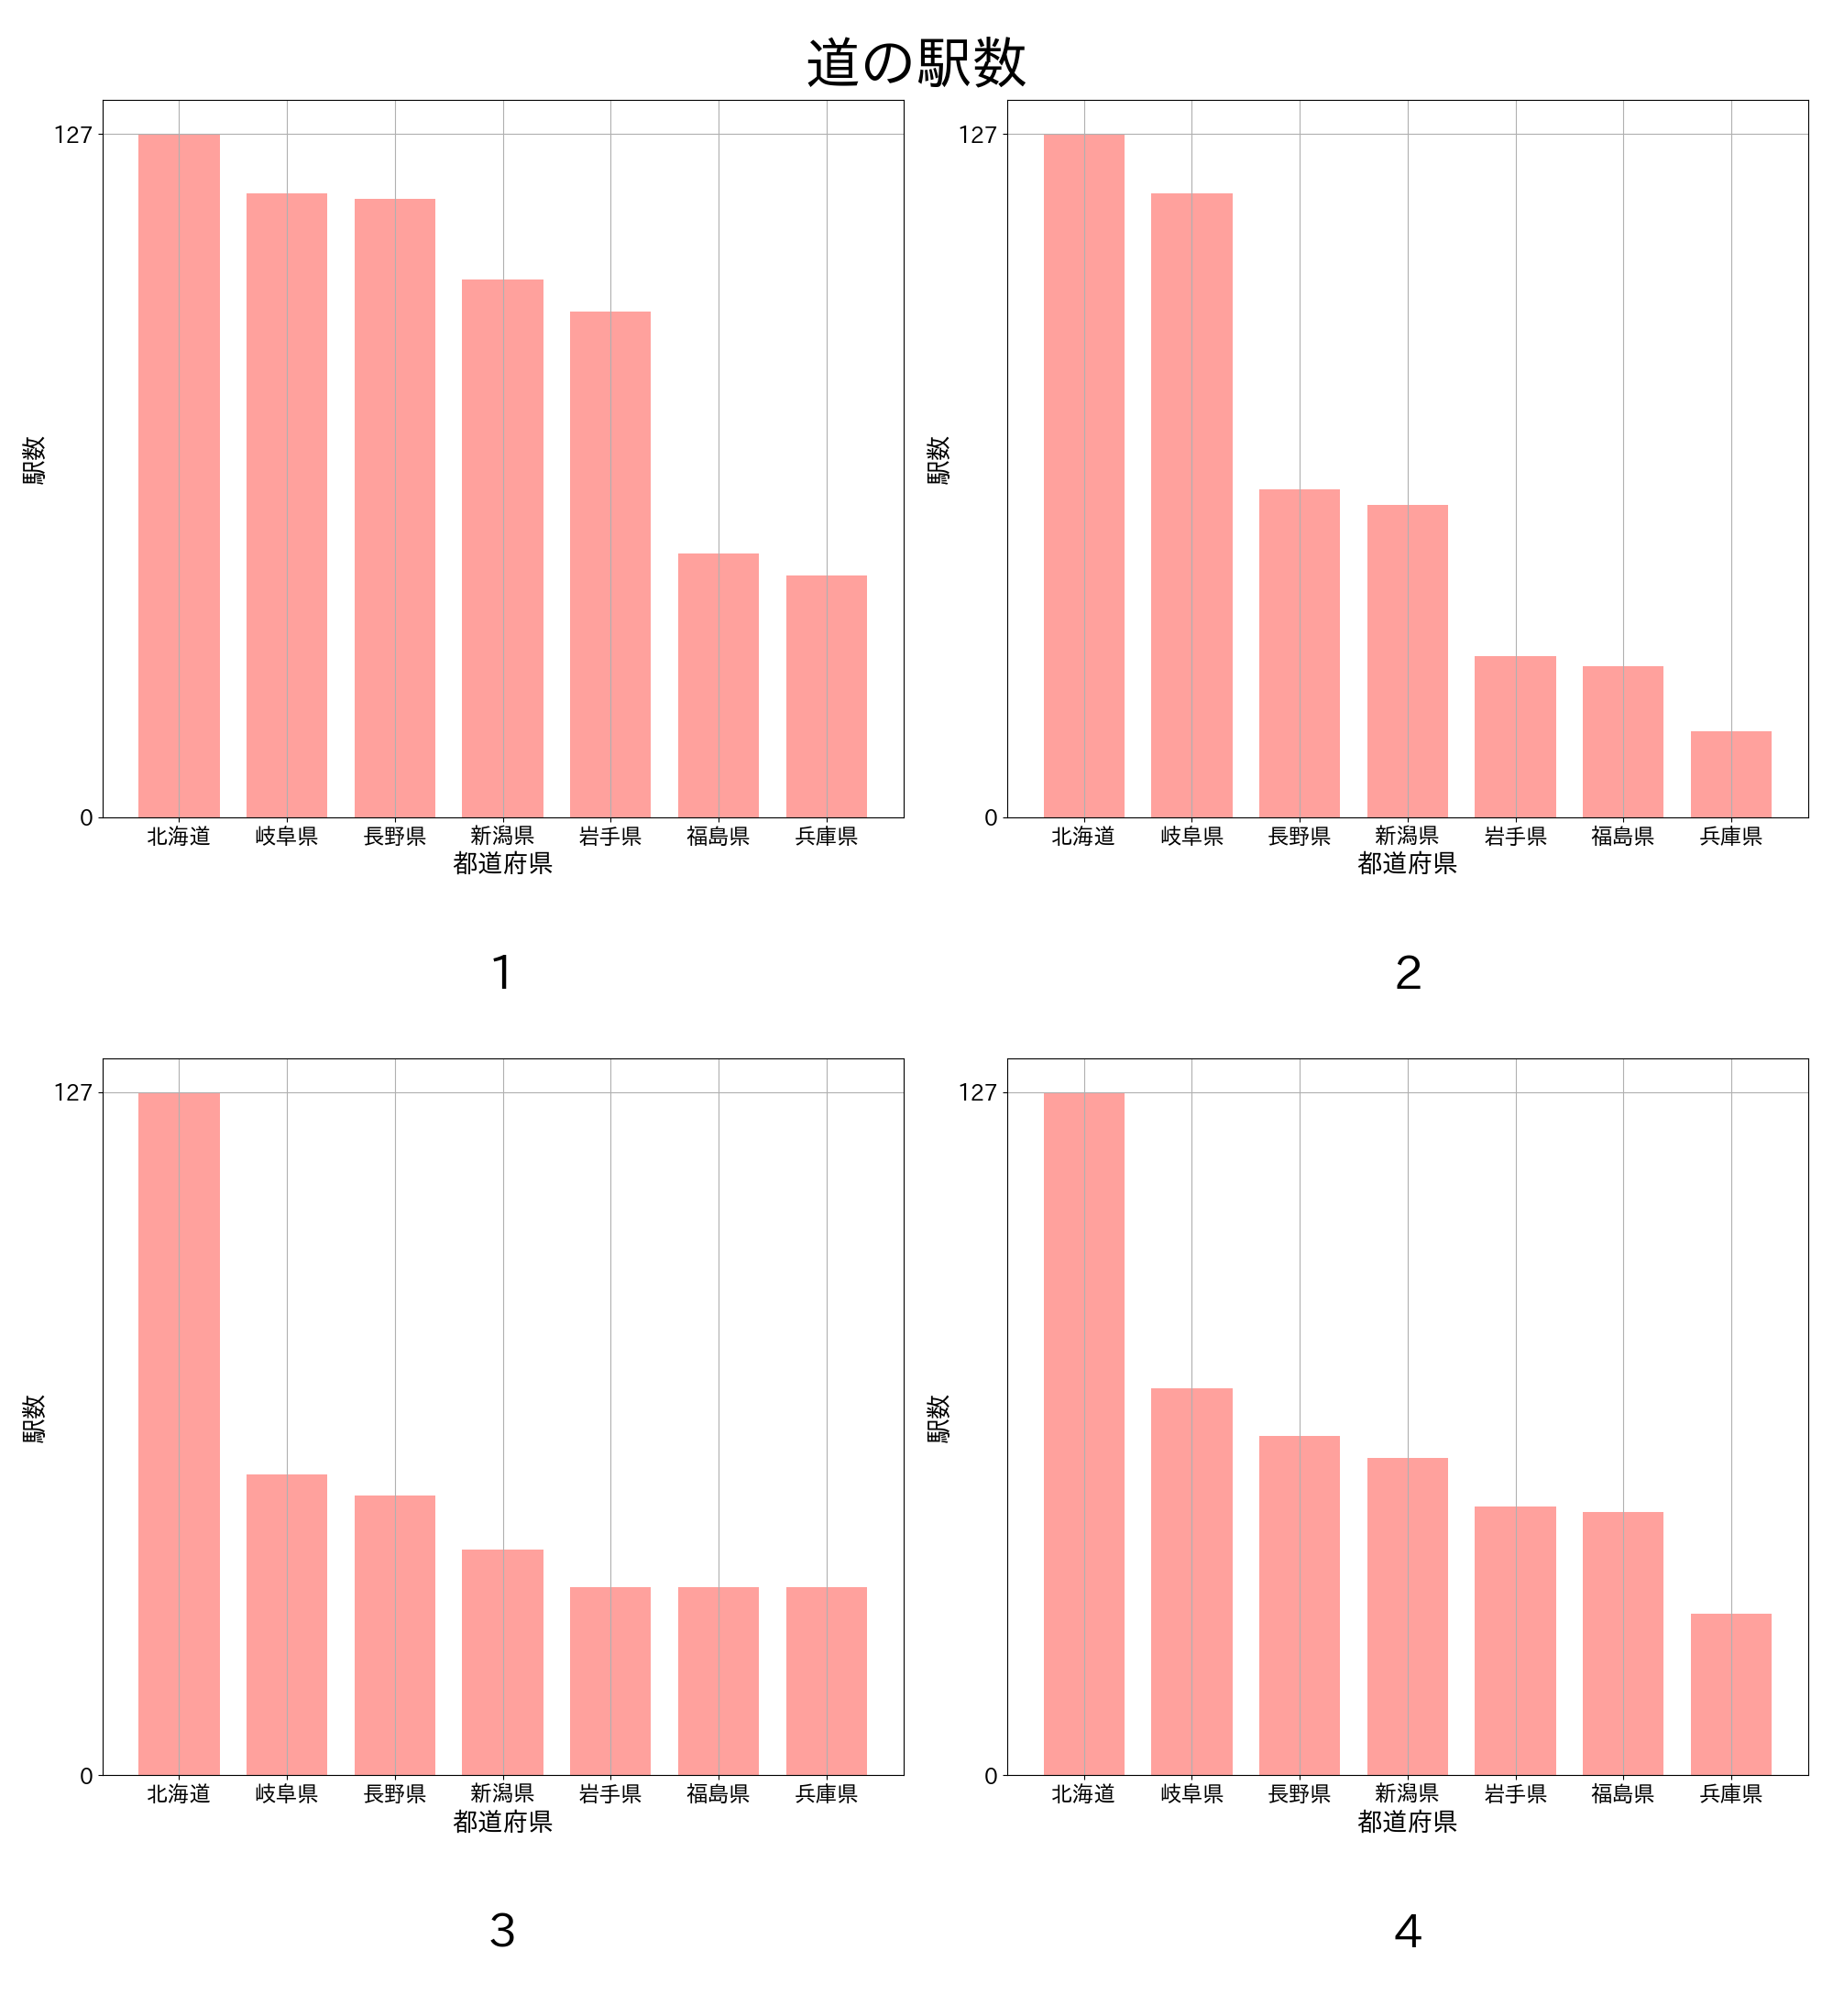 道の駅数
127
駅数
0
北海道 岐阜県 長野県 新潟県 岩手県 福島県 兵庫県
都道府県
1
127
駅数
0
北海道 岐阜県 長野県 新潟県 岩手県 福島県 兵庫県
都道府県
2
127
駅数
0
北海道 岐阜県 長野県 新潟県 岩手県 福島県 兵庫県
都道府県
3
127
駅数
0
北海道 岐阜県 長野県 新潟県 岩手県 福島県 兵庫県
都道府県
4